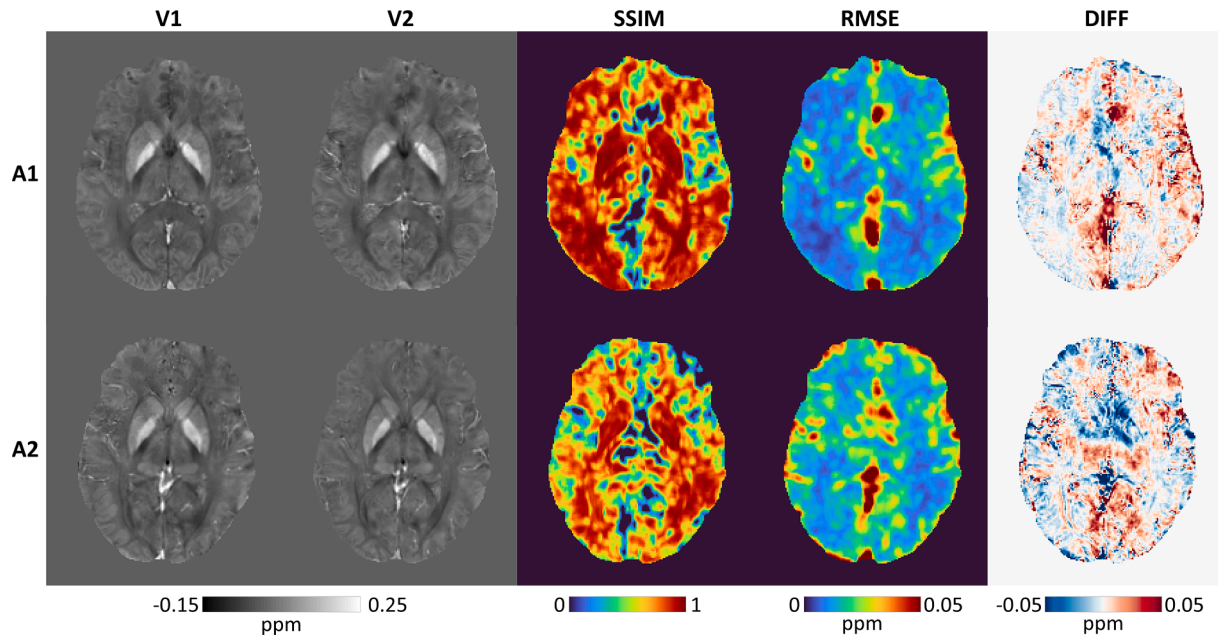 V1 V2 SSIM RMSE DIFF
A1
A2
-0.15 0.25 0 1 0 0.05 -0.05 0.05
ppm ppm ppm